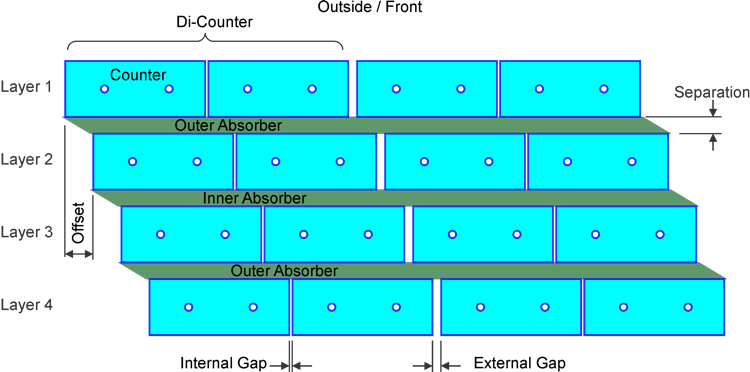 Outside / Front
Di-Counter
Layer 1
Counter
Separation
Outer Absorber
Layer 2
Inner Absorber
Offset
Layer 3
Outer Absorber
Layer 4
Internal Gap
External Gap